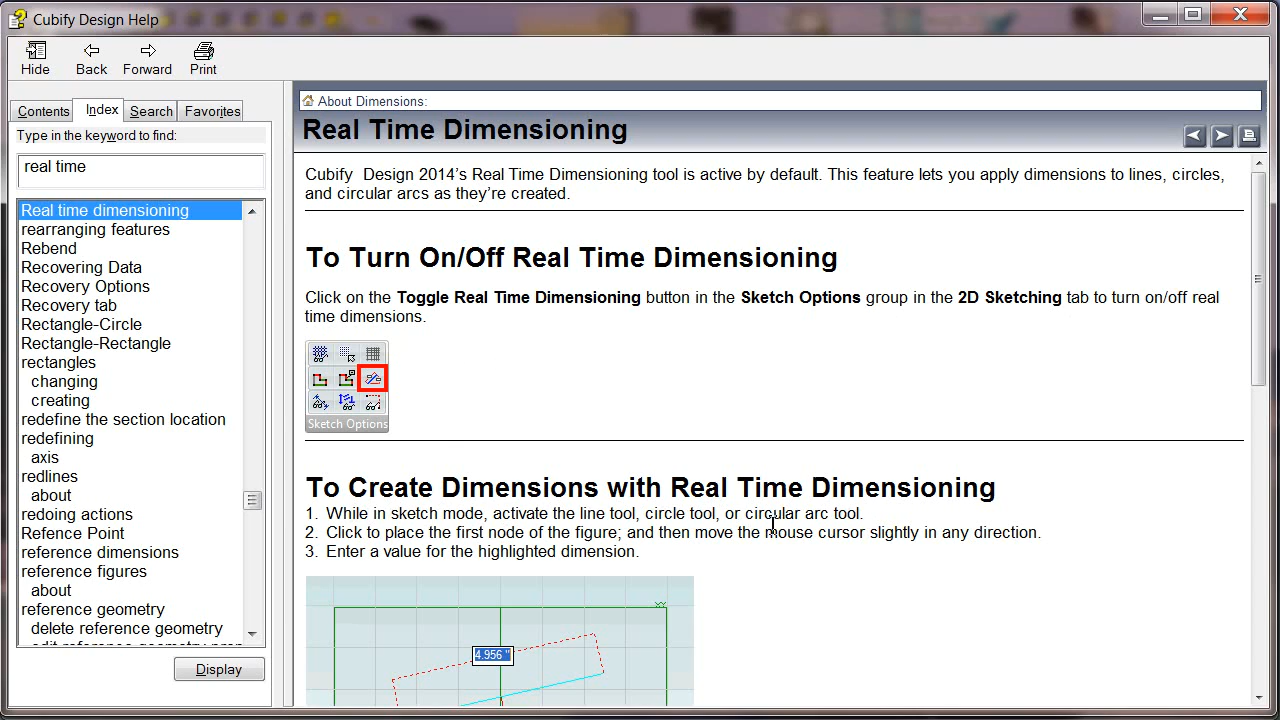 Cubify Design Help
Hide Back Forward Print
Contents Index Search Favorites
Type in the keyword to find:
real time
Real time dimensioning
rearranging features
Rebend
Recovering Data
Recovery Options
Recovery tab
Rectangle-Circle
Rectangle-Rectangle
rectangles
changing
creating
redefine the section location
redefining
axis
redlines
about
redoing actions
Refence Point
reference dimensions
reference figures
about
reference geometry
delete reference geometry
Display
About Dimensions:
Real Time Dimensioning
Cubify Design 2014's Real Time Dimensioning tool is active by default. This feature lets you apply dimensions to lines, circles,
and circular arcs as they're created.
To Turn On/Off Real Time Dimensioning
Click on the Toggle Real Time Dimensioning button in the Sketch Options group in the 2D Sketching tab to turn on/off real
time dimensions.
Sketch Options
To Create Dimensions with Real Time Dimensioning
1. While in sketch mode, activate the line tool, circle tool, or circular arc tool.
2. Click to place the first node of the figure; and then move the mouse cursor slightly in any direction.
3. Enter a value for the highlighted dimension.
4.956 "